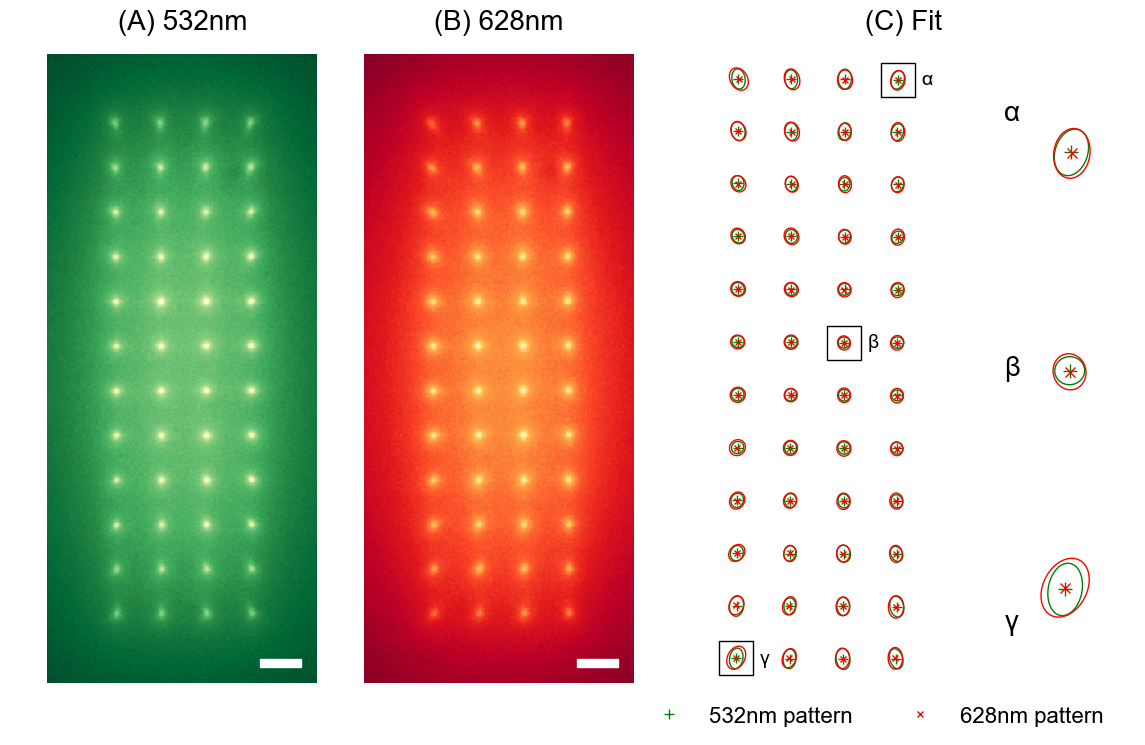 (A) 532nm
(B) 628nm
(C) Fit
α
α
β
β
γ
γ
532nm pattern
628nm pattern